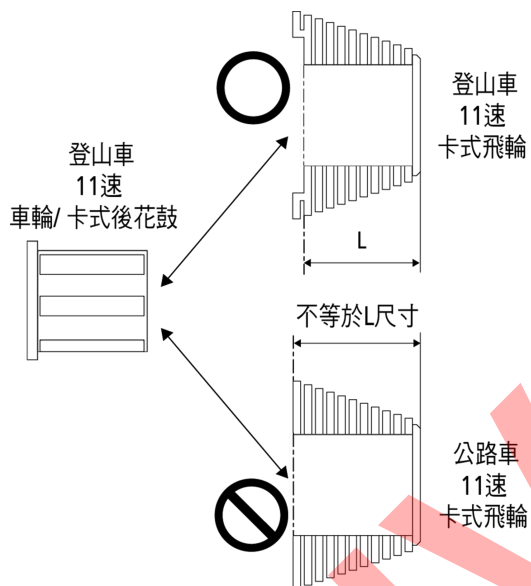 登山車
11速
卡式飛輪
登山車
11速
車輪/ 卡式後花鼓
L
不等於L尺寸
公路車
11速
卡式飛輪